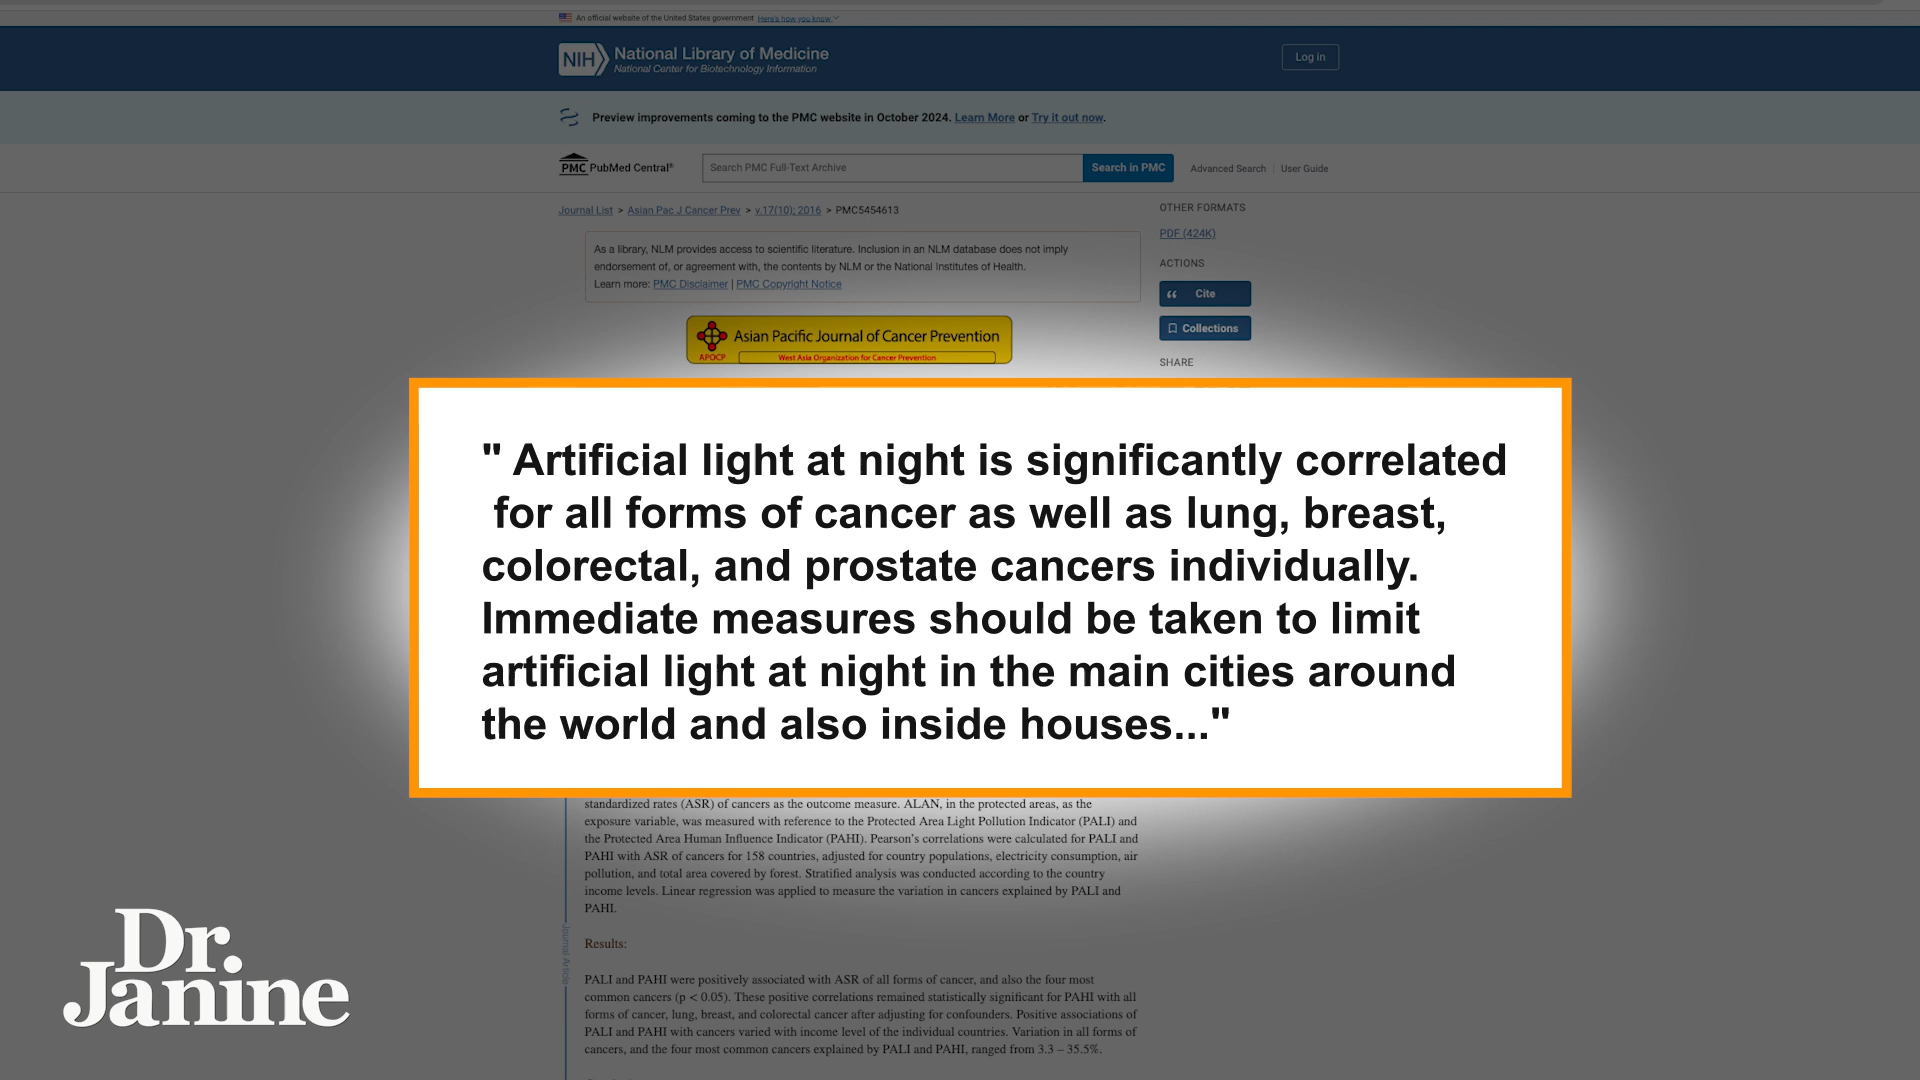 An official website of the United States government Here's how you know
NIH National Library of Medicine
National Center for Biotechnology Information
Log in
Preview improvements coming to the PMC website in October 2024. Learn More or Try it out now.
PMC PubMed Central®
Search PMC Full-Text Archive
Search in PMC
Advanced Search | User Guide
Journal List > Asian Pac J Cancer Prev > v.17(10); 2016 > PMC5454613
As a library, NLM provides access to scientific literature. Inclusion in an NLM database does not imply
endorsement of, or agreement with, the contents by NLM or the National Institutes of Health.
Learn more: PMC Disclaimer | PMC Copyright Notice
OTHER FORMATS
PDF (424K)
ACTIONS
Cite
Collections
SHARE
Asian Pacific Journal of Cancer Prevention
APOCP West Asia Organization for Cancer Prevention
" Artificial light at night is significantly correlated
for all forms of cancer as well as lung, breast,
colorectal, and prostate cancers individually.
Immediate measures should be taken to limit
artificial light at night in the main cities around
the world and also inside houses..."
standardized rates (ASR) of cancers as the outcome measure. ALAN, in the protected areas, as the
exposure variable, was measured with reference to the Protected Area Light Pollution Indicator (PALI) and
the Protected Area Human Influence Indicator (PAHI). Pearson's correlations were calculated for PALI and
PAHI with ASR of cancers for 158 countries, adjusted for country populations, electricity consumption, air
pollution, and total area covered by forest. Stratified analysis was conducted according to the country
income levels. Linear regression was applied to measure the variation in cancers explained by PALI and
PAHI.
Journal Article
Results:
PALI and PAHI were positively associated with ASR of all forms of cancer, and also the four most
common cancers (p < 0.05). These positive correlations remained statistically significant for PAHI with all
forms of cancer, lung, breast, and colorectal cancer after adjusting for confounders. Positive associations of
PALI and PAHI with cancers varied with income level of the individual countries. Variation in all forms of
cancers, and the four most common cancers explained by PALI and PAHI, ranged from 3.3 – 35.5%.
Dr.
Janine